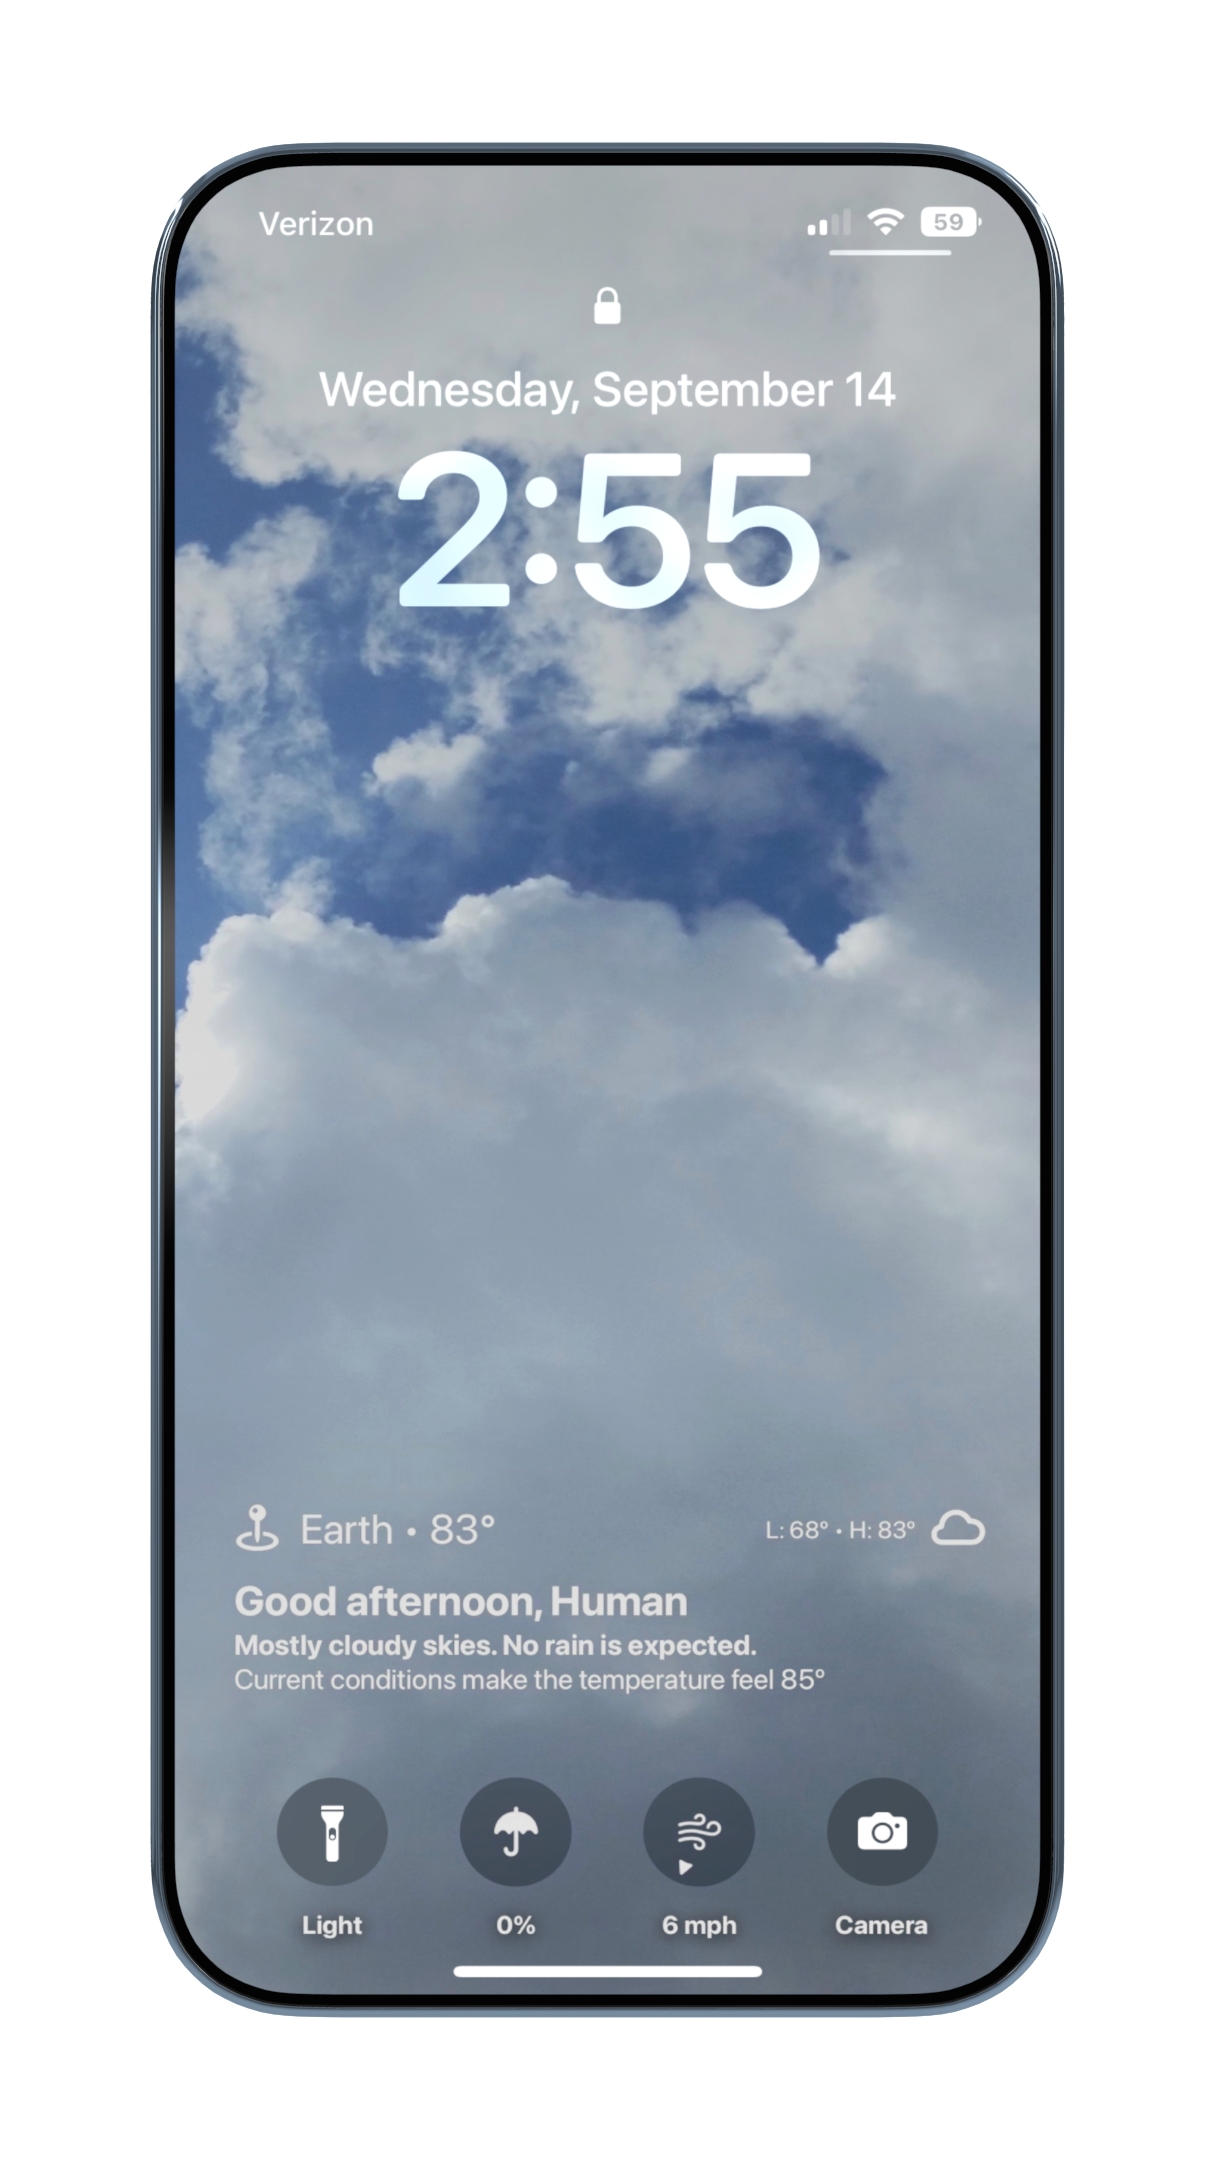 Verizon
59
Wednesday, September 14
2:55
Earth • 83°
L: 68° • H: 83°
Good afternoon, Human
Mostly cloudy skies. No rain is expected.
Current conditions make the temperature feel 85°
Light
0%
6 mph
Camera